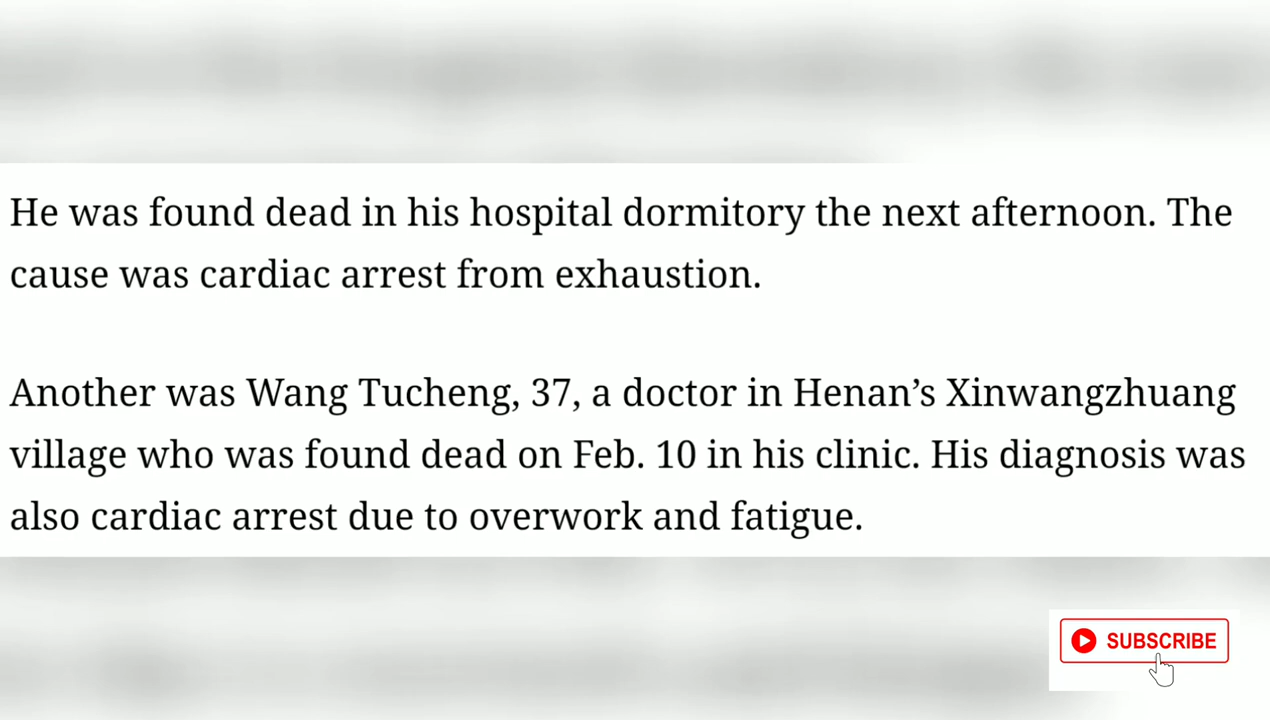 He was found dead in his hospital dormitory the next afternoon. The
cause was cardiac arrest from exhaustion.
Another was Wang Tucheng, 37, a doctor in Henan’s Xinwangzhuang
village who was found dead on Feb. 10 in his clinic. His diagnosis was
also cardiac arrest due to overwork and fatigue.
SUBSCRIBE